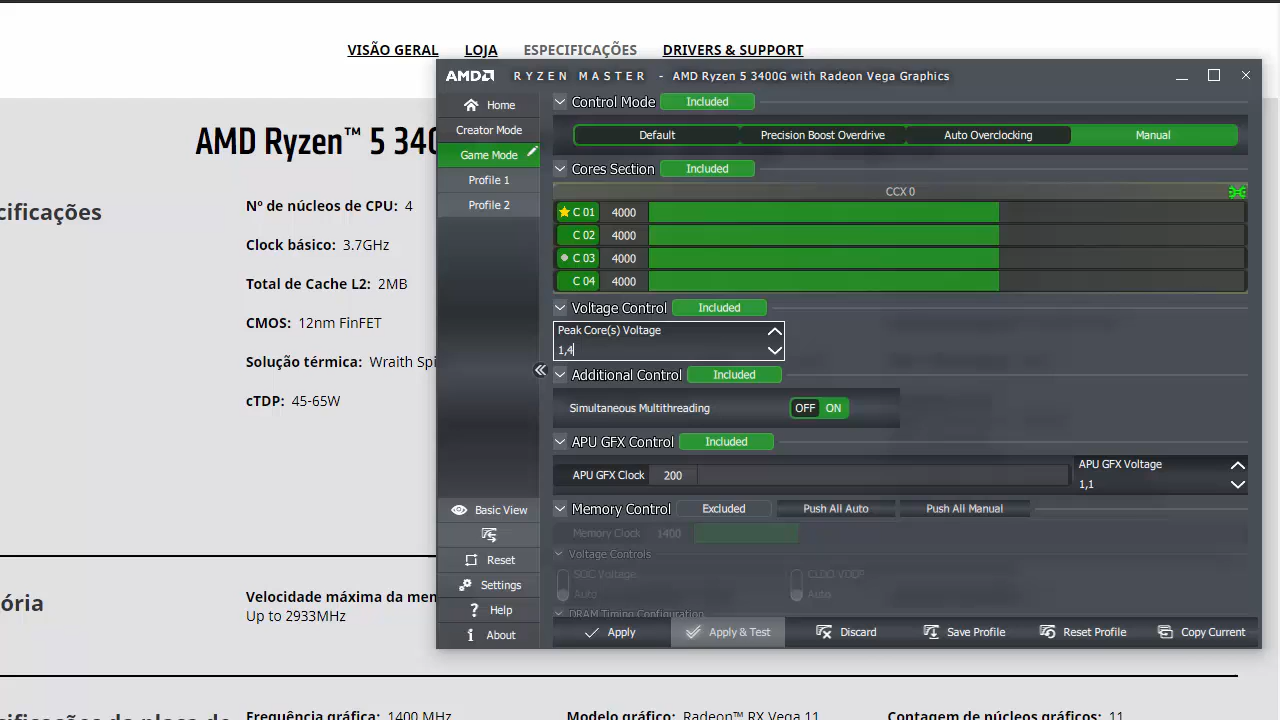 VISÃO GERAL LOJA ESPECIFICAÇÕES DRIVERS & SUPPORT
AMD Ryzen™ 5 340
cificações
Nº de núcleos de CPU: 4
Clock básico: 3.7GHz
Total de Cache L2: 2MB
CMOS: 12nm FinFET
Solução térmica: Wraith Spi
cTDP: 45-65W
ória
Velocidade máxima da mem
Up to 2933MHz
Frequência gráfica: 1400 MHz
Modelo gráfico: Radeon™ RX Vega 11
Contagem de núcleos gráficos: 11
AMD RYZEN MASTER - AMD Ryzen 5 3400G with Radeon Vega Graphics
Home
Creator Mode
Game Mode
Profile 1
Profile 2
Basic View
Reset
Settings
Help
About
Control Mode Included
Default Precision Boost Overdrive Auto Overclocking Manual
Cores Section Included
CCX 0
C 01 4000
C 02 4000
C 03 4000
C 04 4000
Voltage Control Included
Peak Core(s) Voltage
1,4
Additional Control Included
Simultaneous Multithreading OFF ON
APU GFX Control Included
APU GFX Clock 200
APU GFX Voltage
1,1
Memory Control Excluded Push All Auto Push All Manual
Memory Clock 1400
Voltage Controls
SOC Voltage
Auto
CLDO VDDP
Auto
DRAM Timing Configuration
Apply Apply & Test Discard Save Profile Reset Profile Copy Current